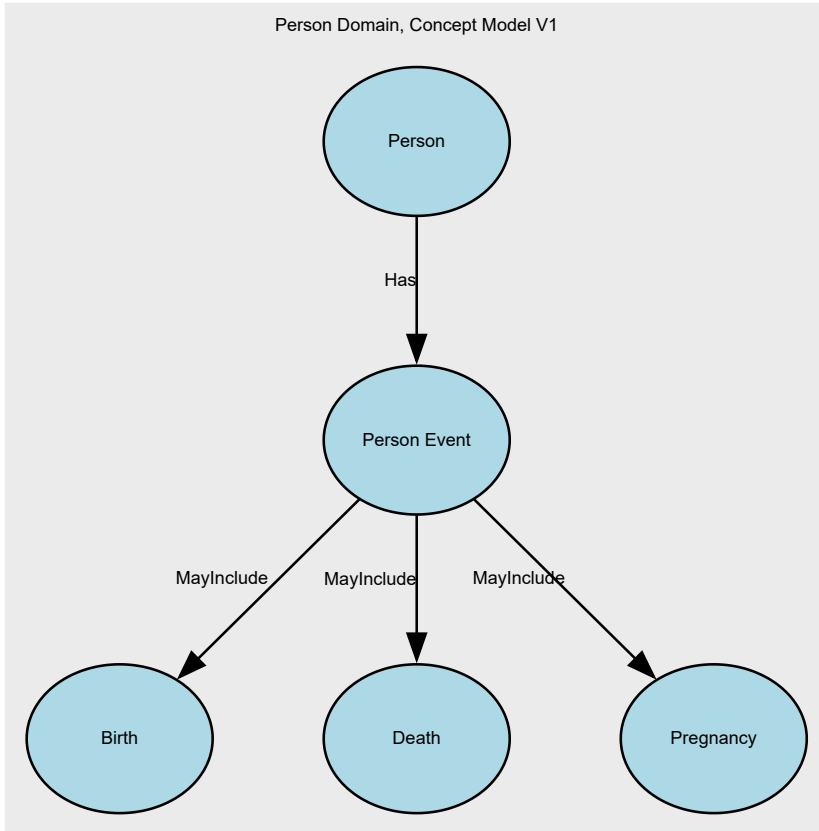 Person Domain, Concept Model V1
Person
Has
Person Event
MayInclude
MayInclude
MayInclude
Birth
Death
Pregnancy